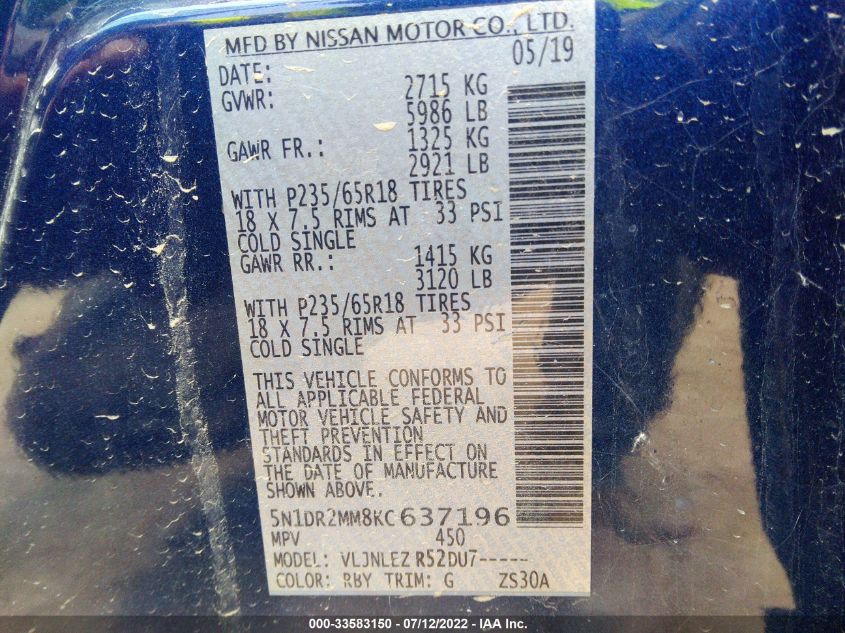 MFD BY NISSAN MOTOR CO., LTD.
DATE: 05/19
GVWR: 2715 KG
5986 LB
GAWR FR.: 1325 KG
2921 LB
WITH P235/65R18 TIRES
18 X 7.5 RIMS AT 33 PSI
COLD SINGLE
GAWR RR.: 1415 KG
3120 LB
WITH P235/65R18 TIRES
18 X 7.5 RIMS AT 33 PSI
COLD SINGLE
THIS VEHICLE CONFORMS TO
ALL APPLICABLE FEDERAL
MOTOR VEHICLE SAFETY AND
THEFT PREVENTION
STANDARDS IN EFFECT ON
THE DATE OF MANUFACTURE
SHOWN ABOVE.
5N1DR2MM8KC637196
MPV 450
MODEL: VLJNLEZ R52DU7-----
COLOR: RBY TRIM: G ZS30A
000-33583150 - 07/12/2022 - IAA Inc.